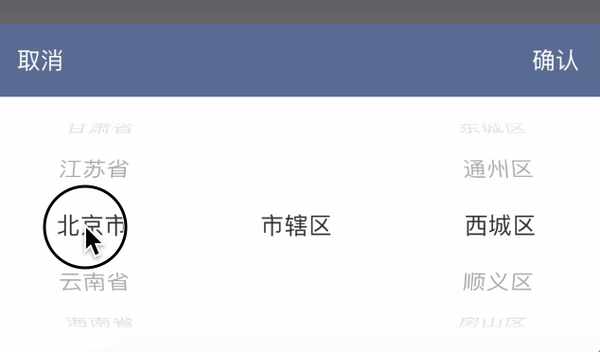 取消 确认
甘肃省 东城区
江苏省 通州区
北京市 市辖区 西城区
云南省 顺义区
海南省 房山区